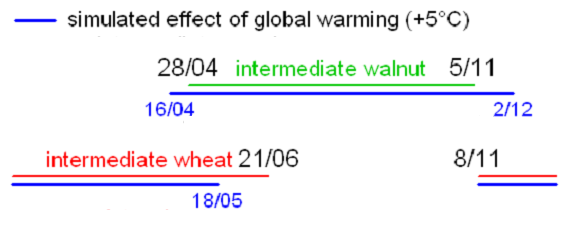 simulated effect of global warming (+5°C)
28/04 intermediate walnut 5/11
16/04 2/12
intermediate wheat 21/06 8/11
18/05